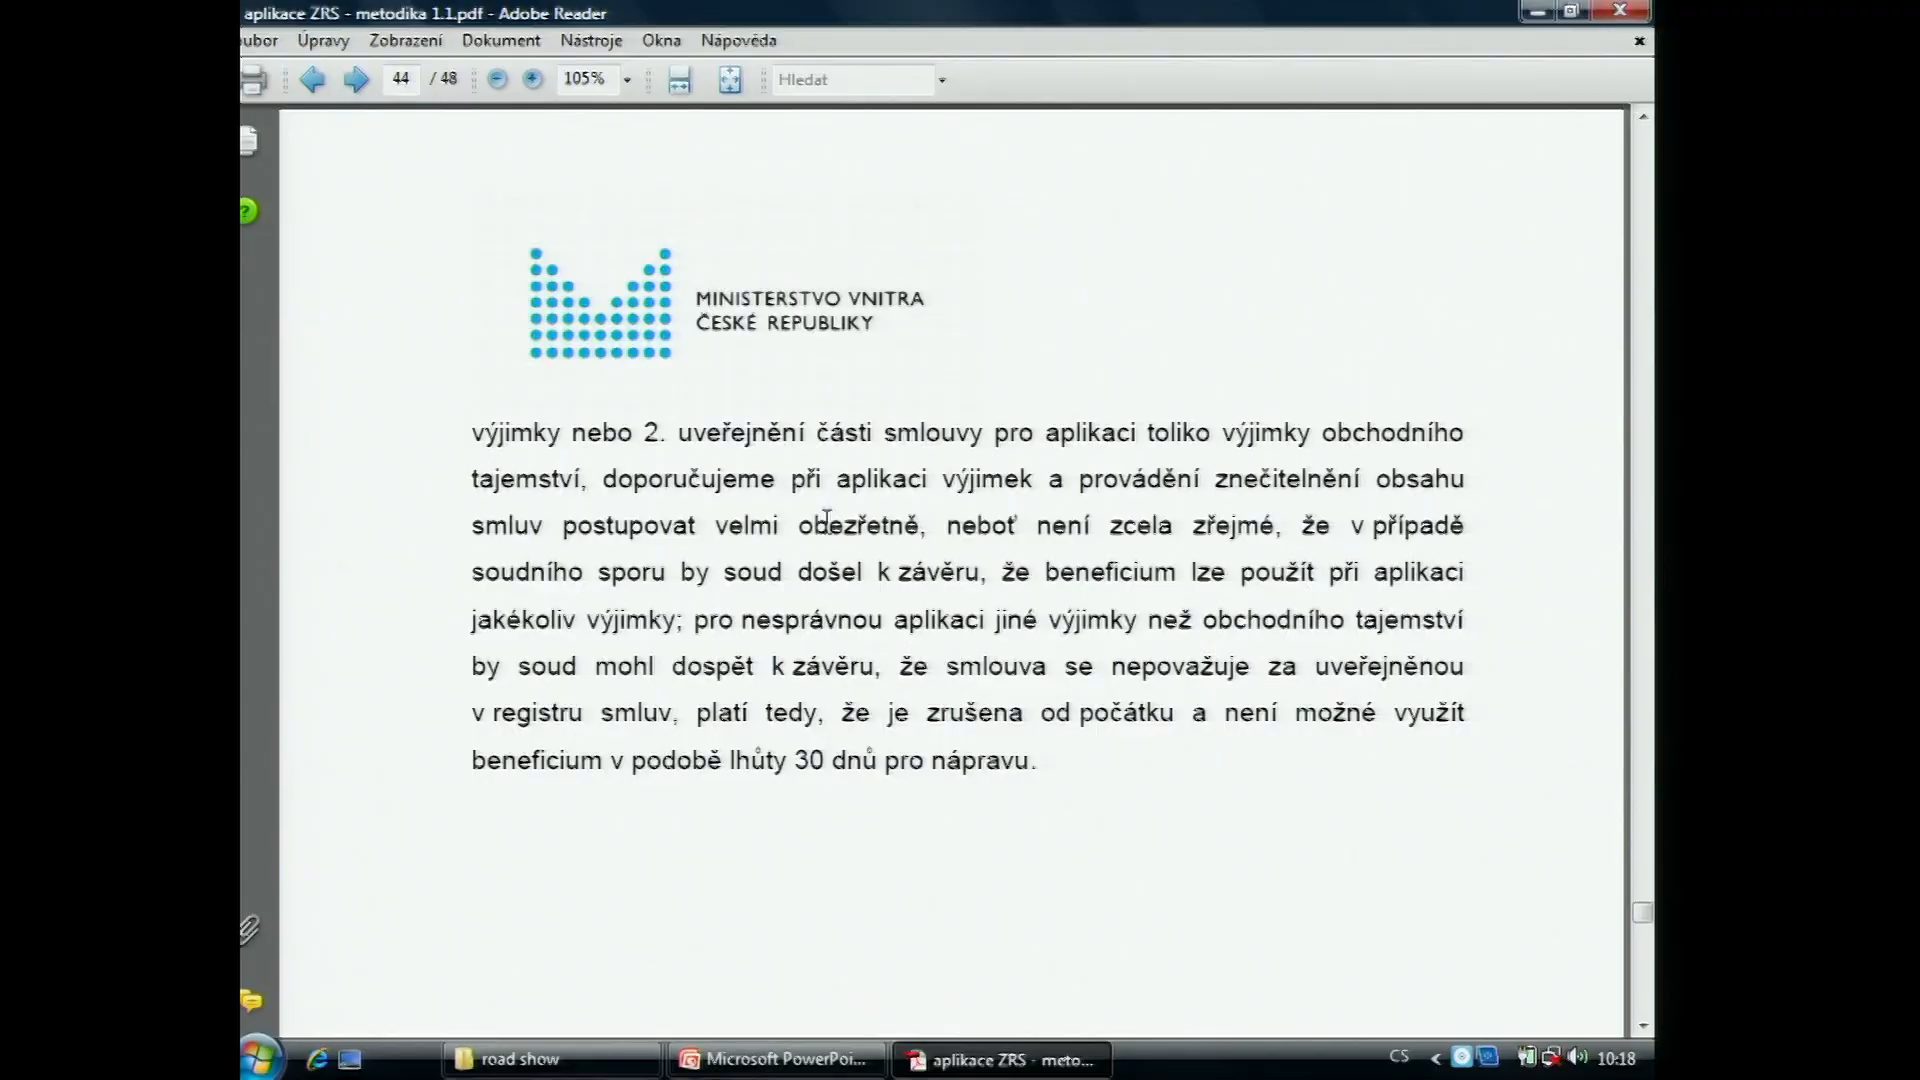 aplikace ZRS - metodika 1.1.pdf - Adobe Reader
oubor Úpravy Zobrazení Dokument Nástroje Okna Nápověda
44 / 48 105% Hledat
MINISTERSTVO VNITRA
ČESKÉ REPUBLIKY
výjimky nebo 2. uveřejnění části smlouvy pro aplikaci toliko výjimky obchodního
tajemství, doporučujeme při aplikaci výjimek a provádění znečitelnění obsahu
smluv postupovat velmi obezřetně, neboť není zcela zřejmé, že v případě
soudního sporu by soud došel k závěru, že beneficium lze použít při aplikaci
jakékoliv výjimky; pro nesprávnou aplikaci jiné výjimky než obchodního tajemství
by soud mohl dospět k závěru, že smlouva se nepovažuje za uveřejněnou
v registru smluv, platí tedy, že je zrušena od počátku a není možné využít
beneficium v podobě lhůty 30 dnů pro nápravu.
road show Microsoft PowerPoi... aplikace ZRS - meto... CS 10:18